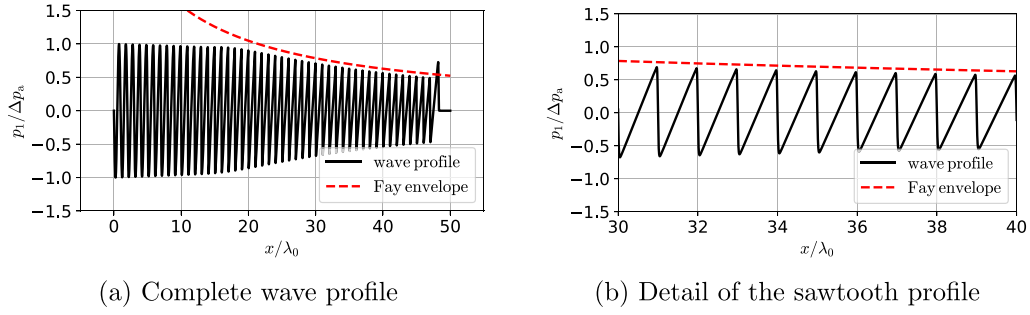 1.5
1.0
0.5
0.0
−0.5
−1.0
−1.5
p₁/Δpₐ
0 10 20 30 40 50
x/λ₀
wave profile
Fay envelope
(a) Complete wave profile
1.5
1.0
0.5
0.0
−0.5
−1.0
−1.5
p₁/Δpₐ
30 32 34 36 38 40
x/λ₀
wave profile
Fay envelope
(b) Detail of the sawtooth profile